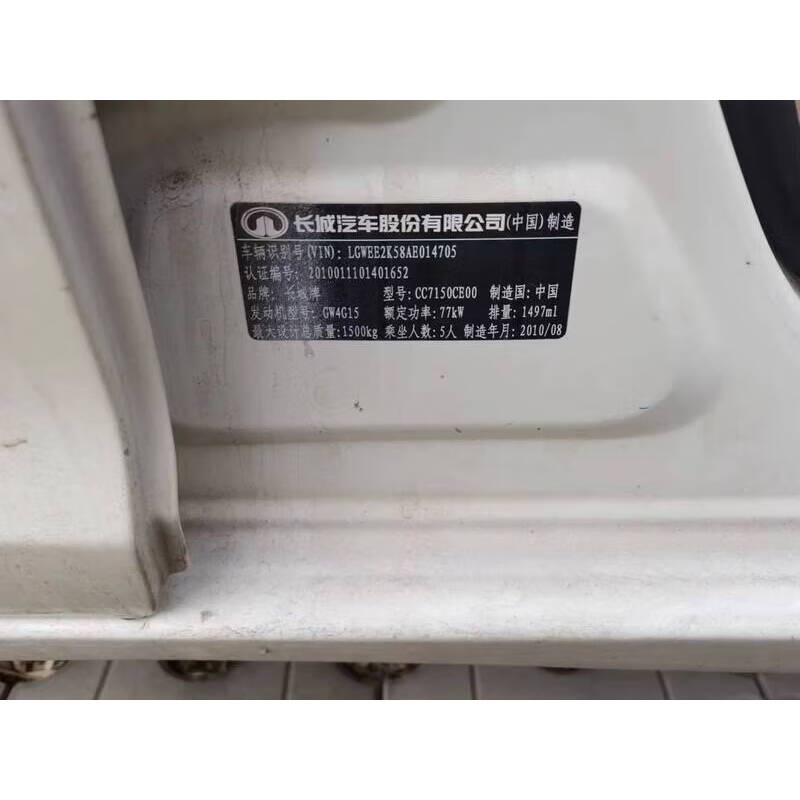 长城汽车股份有限公司(中国)制造
车辆识别号(VIN): LGWEE2K58AE014705
认证编号: 2010011101401652
品牌: 长城牌 型号: CC7150CE00 制造国: 中国
发动机型号: GW4G15 额定功率: 77kW 排量: 1497ml
最大设计总质量: 1500kg 乘坐人数: 5人 制造年月: 2010/08